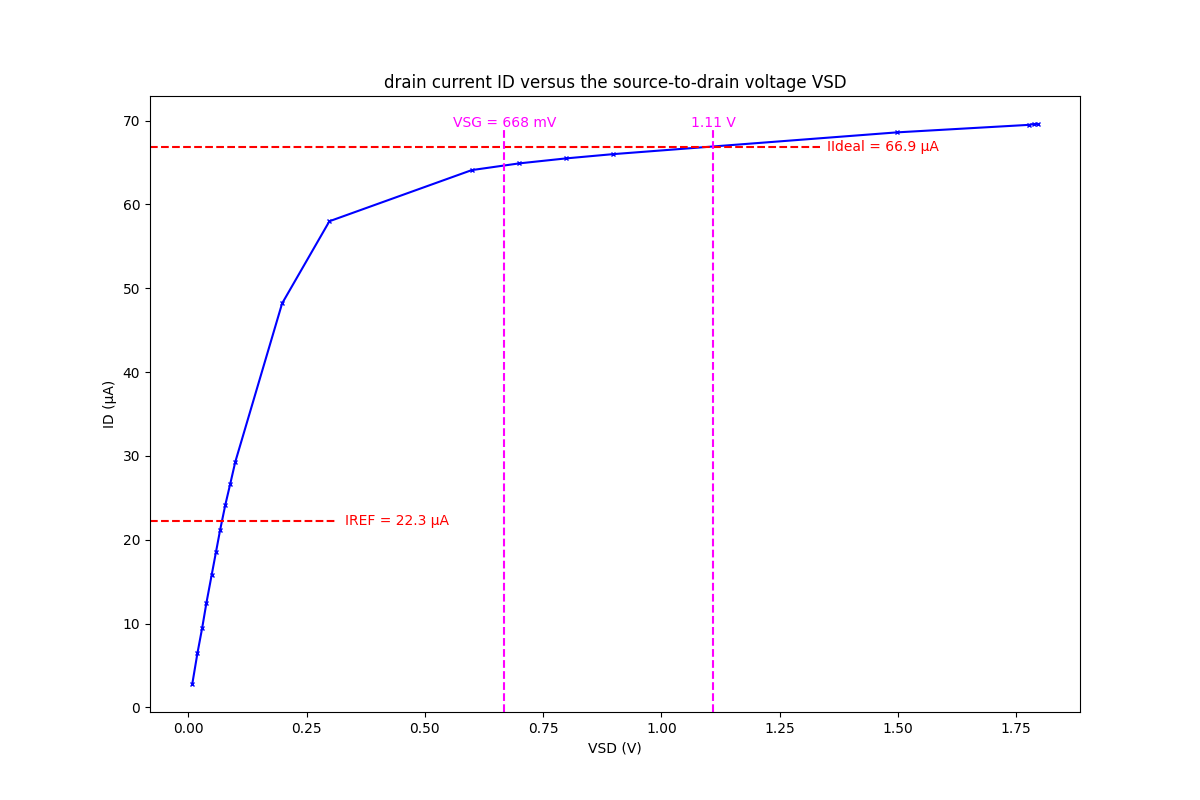 drain current ID versus the source-to-drain voltage VSD
VSG = 668 mV
1.11 V
70
IIdeal = 66.9 µA
60
50
40
ID (µA)
30
IREF = 22.3 µA
20
10
0
0.00 0.25 0.50 0.75 1.00 1.25 1.50 1.75
VSD (V)